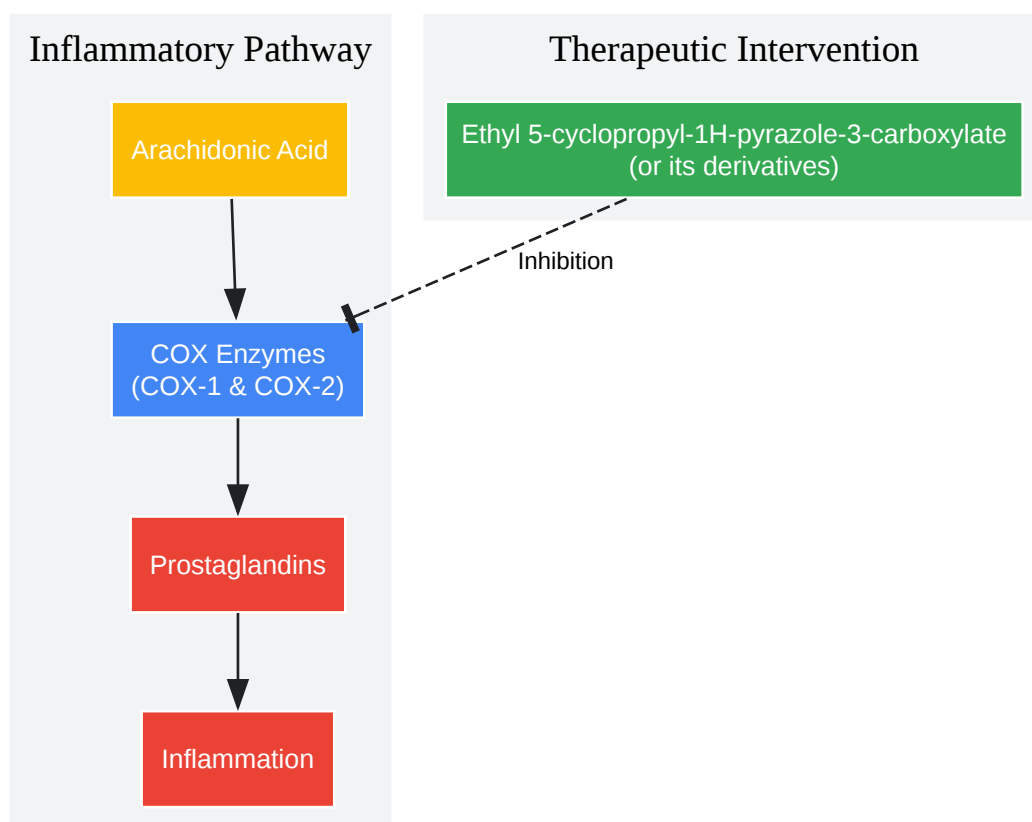 Inflammatory Pathway
Arachidonic Acid
COX Enzymes
(COX-1 & COX-2)
Prostaglandins
Inflammation
Therapeutic Intervention
Ethyl 5-cyclopropyl-1H-pyrazole-3-carboxylate
(or its derivatives)
Inhibition